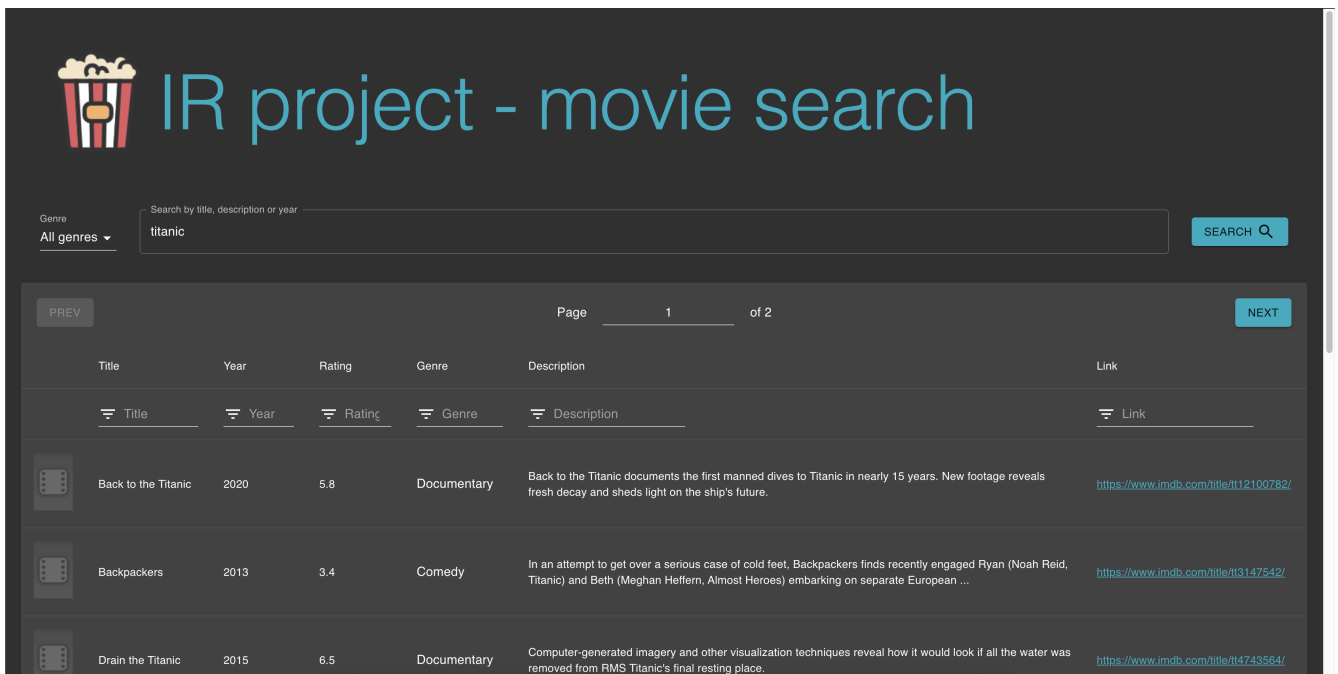 IR project - movie search
Genre
All genres
Search by title, description or year
titanic
SEARCH
PREV
Page 1 of 2
NEXT
Title Year Rating Genre Description Link
Title Year Rating Genre Description Link
Back to the Titanic 2020 5.8 Documentary Back to the Titanic documents the first manned dives to Titanic in nearly 15 years. New footage reveals
fresh decay and sheds light on the ship's future.
https://www.imdb.com/title/tt12100782/
Backpackers 2013 3.4 Comedy In an attempt to get over a serious case of cold feet, Backpackers finds recently engaged Ryan (Noah Reid,
Titanic) and Beth (Meghan Heffern, Almost Heroes) embarking on separate European ...
https://www.imdb.com/title/tt3147542/
Drain the Titanic 2015 6.5 Documentary Computer-generated imagery and other visualization techniques reveal how it would look if all the water was
removed from RMS Titanic's final resting place.
https://www.imdb.com/title/tt4743564/